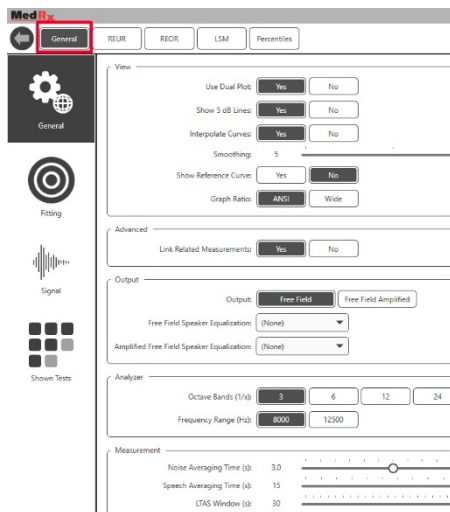 MedRx
General REUR REOR LSM Percentiles
View
Use Dual Plot: Yes No
Show 5 dB Lines: Yes No
General
Interpolate Curves: Yes No
Smoothing: 5
Show Reference Curve: Yes No
Graph Ratio: ANSI Wide
Fitting
Advanced
Link Related Measurements: Yes No
Output
Signal
Output: Free Field Free Field Amplified
Free Field Speaker Equalization: (None)
Amplified Free Field Speaker Equalization: (None)
Shown Tests
Analyzer
Octave Bands (1/x): 3 6 12 24
Frequency Range (Hz): 8000 12500
Measurement
Noise Averaging Time (s): 3.0
Speech Averaging Time (s): 15
LTAS Window (s): 30